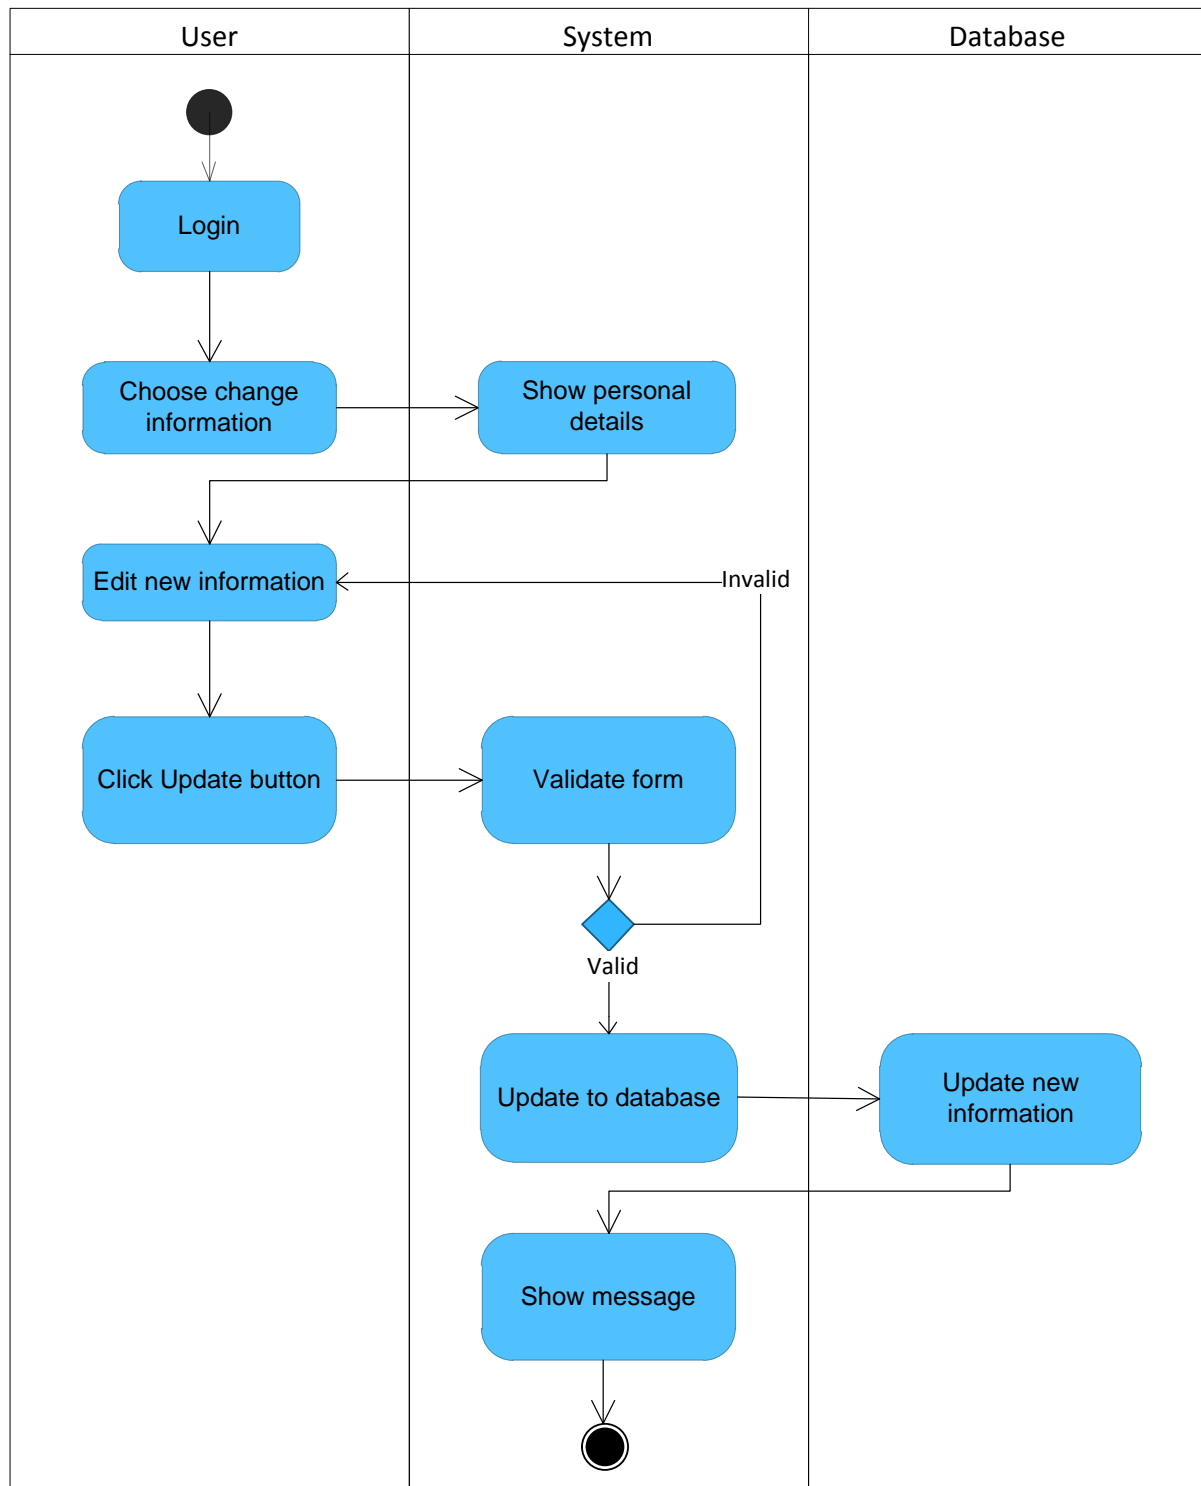 User
System
Database
Login
Choose change
information
Show personal
details
Edit new information
Invalid
Click Update button
Validate form
Valid
Update to database
Update new
information
Show message